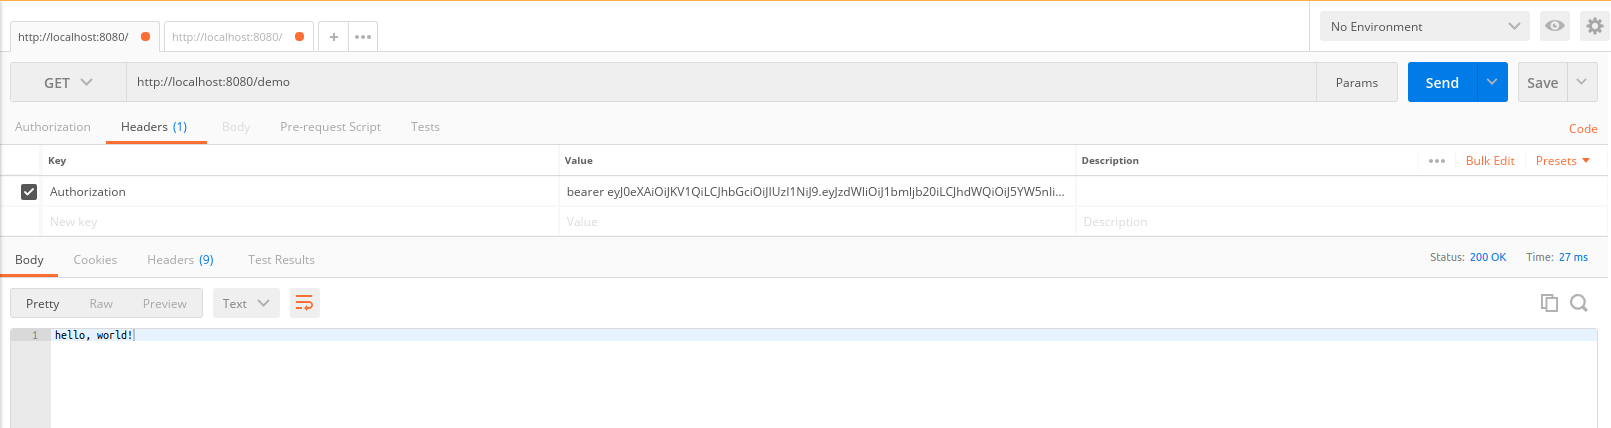 http://localhost:8080/ http://localhost:8080/ + ••• No Environment
GET http://localhost:8080/demo Params Send Save
Authorization Headers (1) Body Pre-request Script Tests Code
Key Value Description ••• Bulk Edit Presets
Authorization bearer eyJ0eXAiOiJKV1QiLCJhbGciOiJIUzI1NiJ9.eyJzdWIiOiJ1bmljb20iLCJhdWQiOiJ5YW5nli...
New key Value Description
Body Cookies Headers (9) Test Results Status: 200 OK Time: 27 ms
Pretty Raw Preview Text
1 hello, world!